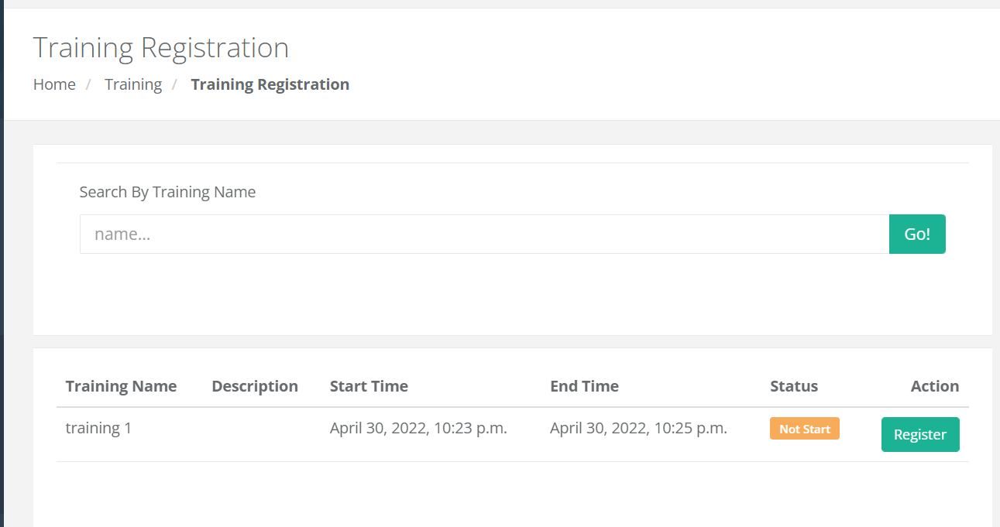 Training Registration
Home / Training / Training Registration
Search By Training Name
name...
Go!
Training Name Description Start Time End Time Status Action
training 1 April 30, 2022, 10:23 p.m. April 30, 2022, 10:25 p.m. Not Start Register